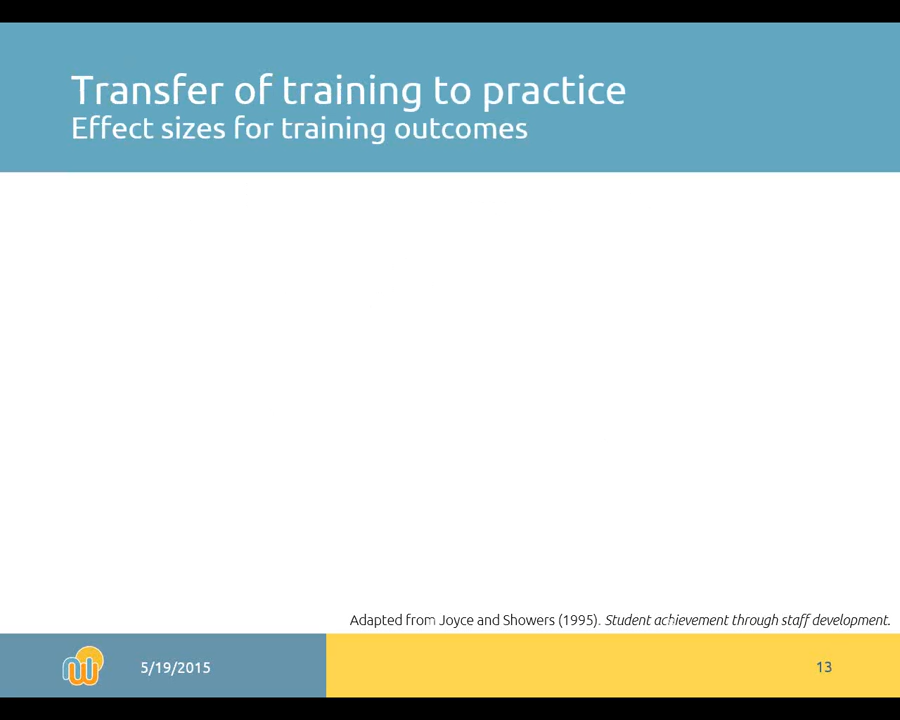 Transfer of training to practice
Effect sizes for training outcomes
Adapted from Joyce and Showers (1995). Student achievement through staff development.
5/19/2015
13